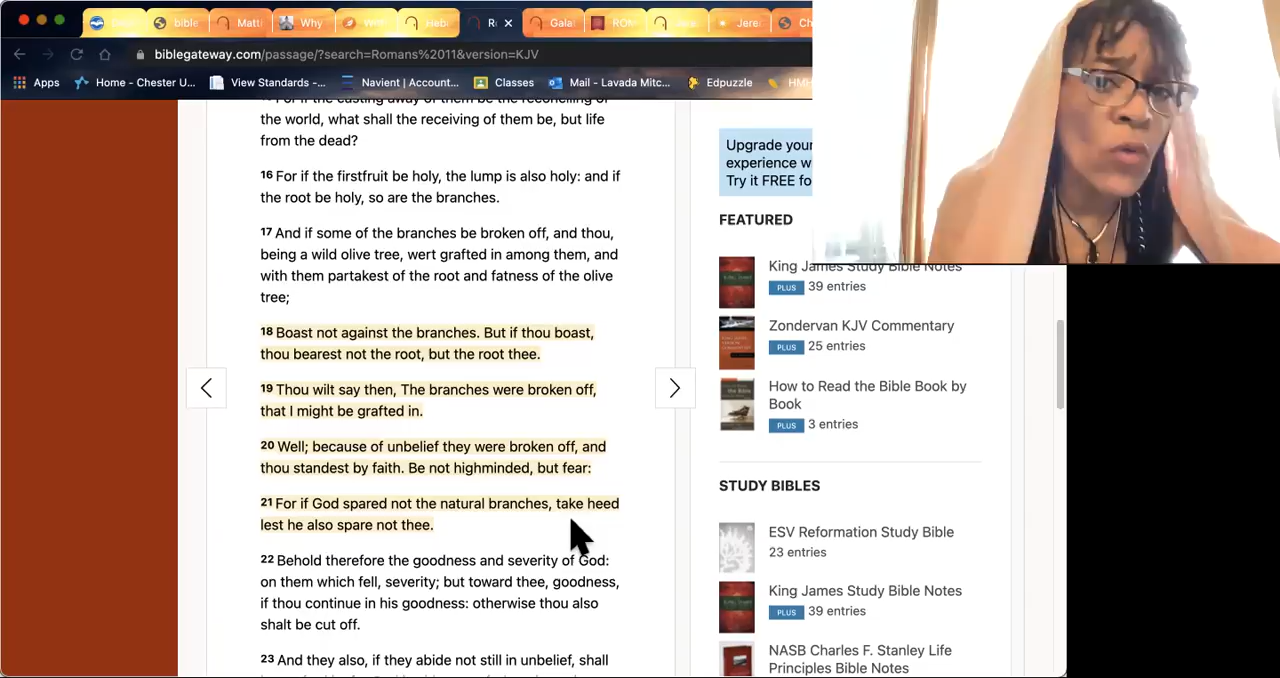 bible
Matt
Why
Heb
Gala
ROM
Jere
Ch
biblegateway.com/passage/?search=Romans%2011&version=KJV
Apps
Home - Chester U...
View Standards -...
Navient | Account...
Classes
Mail - Lavada Mitc...
Edpuzzle
HMH
the world, what shall the receiving of them be, but life
from the dead?
16 For if the firstfruit be holy, the lump is also holy: and if
the root be holy, so are the branches.
17 And if some of the branches be broken off, and thou,
being a wild olive tree, wert grafted in among them, and
with them partakest of the root and fatness of the olive
tree;
18 Boast not against the branches. But if thou boast,
thou bearest not the root, but the root thee.
19 Thou wilt say then, The branches were broken off,
that I might be grafted in.
20 Well; because of unbelief they were broken off, and
thou standest by faith. Be not highminded, but fear:
21 For if God spared not the natural branches, take heed
lest he also spare not thee.
22 Behold therefore the goodness and severity of God:
on them which fell, severity; but toward thee, goodness,
if thou continue in his goodness: otherwise thou also
shalt be cut off.
23 And they also, if they abide not still in unbelief, shall
Upgrade your
experience w
Try it FREE fo
FEATURED
King James Study Bible Notes
PLUS 39 entries
Zondervan KJV Commentary
PLUS 25 entries
How to Read the Bible Book by
Book
PLUS 3 entries
STUDY BIBLES
ESV Reformation Study Bible
23 entries
King James Study Bible Notes
PLUS 39 entries
NASB Charles F. Stanley Life
Principles Bible Notes